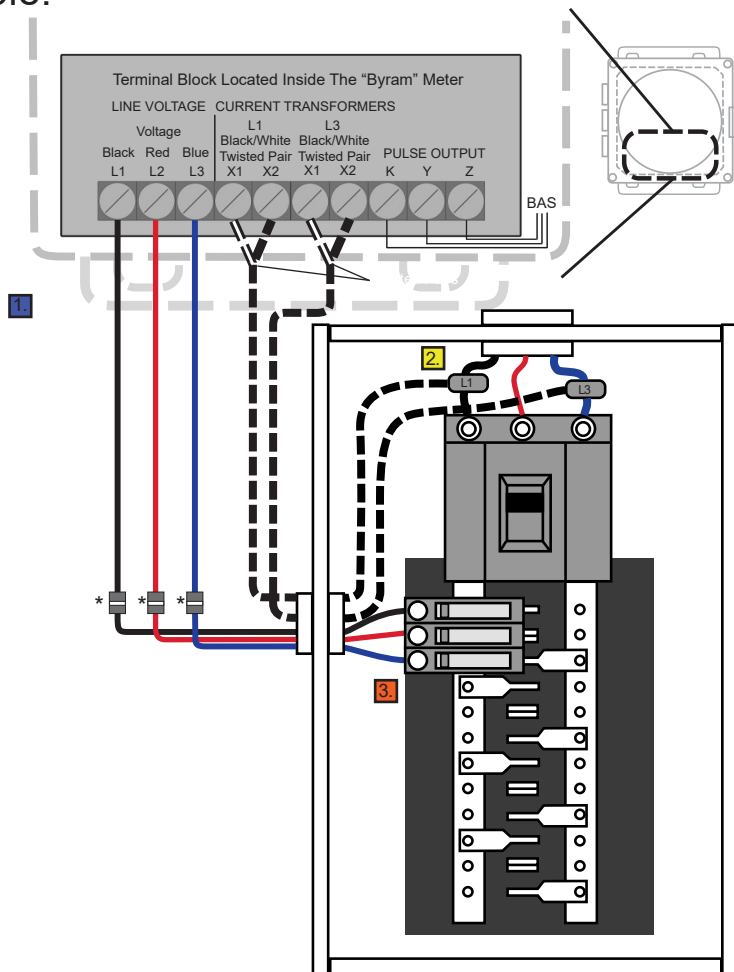 Terminal Block Located Inside The “Byram” Meter
LINE VOLTAGE CURRENT TRANSFORMERS
Voltage
Black Red Blue
L1 L2 L3
L1
Black/White
Twisted Pair
X1 X2
L3
Black/White
Twisted Pair
X1 X2
PULSE OUTPUT
K Y Z
BAS
1.
2.
L1
L3
* * *
3.